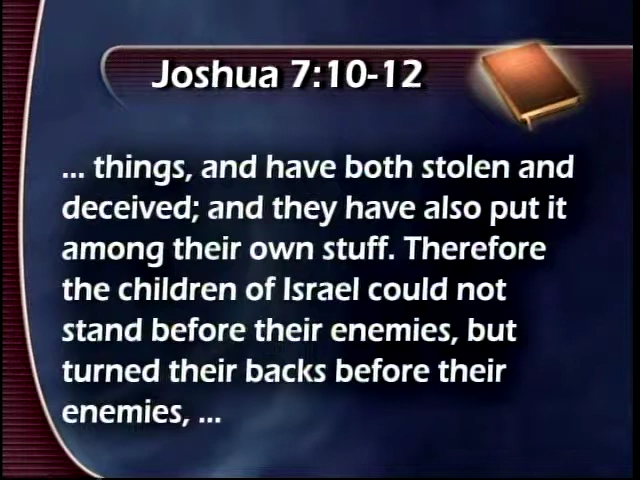 Joshua 7:10-12
... things, and have both stolen and
deceived; and they have also put it
among their own stuff. Therefore
the children of Israel could not
stand before their enemies, but
turned their backs before their
enemies, ...